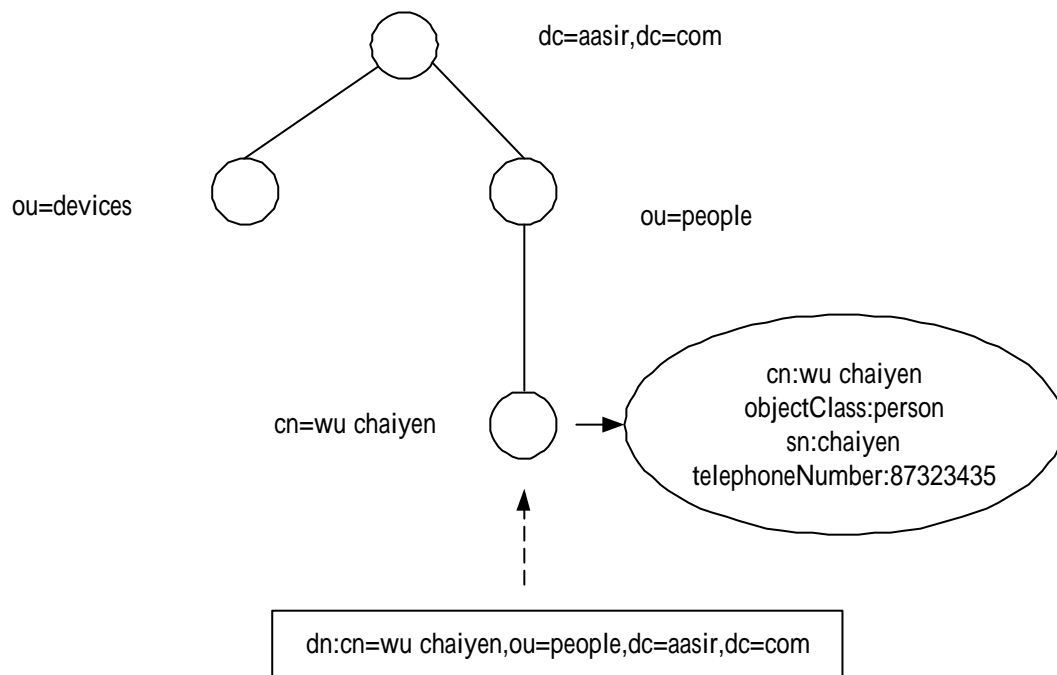 dc=aasir,dc=com
ou=devices
ou=people
cn=wu chaiyen
cn:wu chaiyen
objectClass:person
sn:chaiyen
telephoneNumber:87323435
dn:cn=wu chaiyen,ou=people,dc=aasir,dc=com